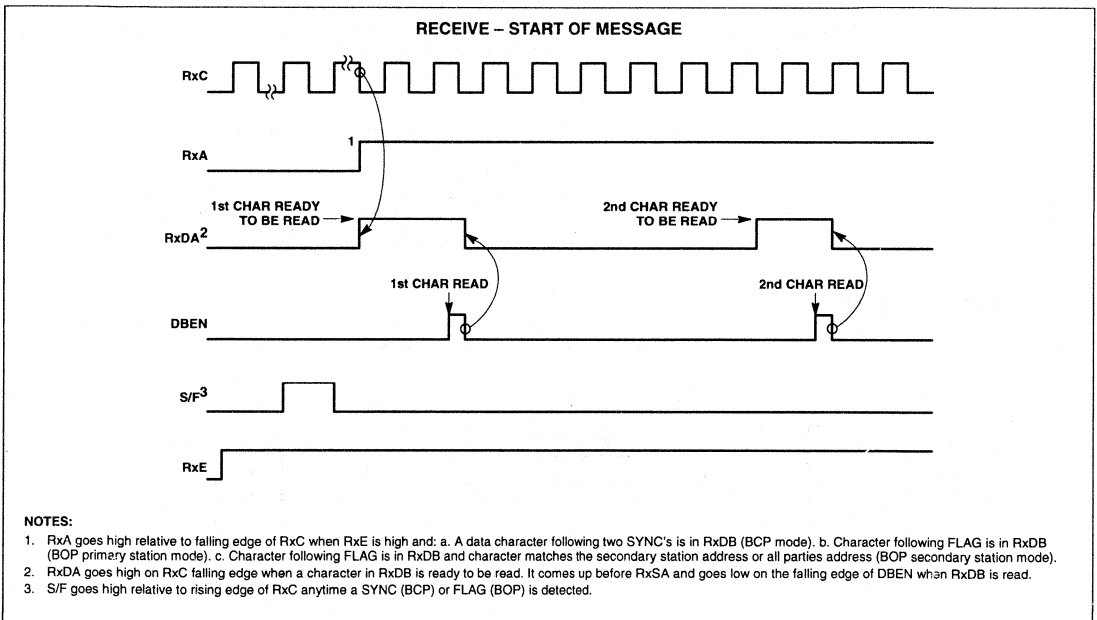 RECEIVE – START OF MESSAGE
RxC
RxA
1
1st CHAR READY
TO BE READ
2nd CHAR READY
TO BE READ
RxDA2
1st CHAR READ
2nd CHAR READ
DBEN
S/F3
RxE
NOTES:
1. RxA goes high relative to falling edge of RxC when RxE is high and: a. A data character following two SYNC's is in RxDB (BCP mode). b. Character following FLAG is in RxDB
(BOP primary station mode). c. Character following FLAG is in RxDB and character matches the secondary station address or all parties address (BOP secondary station mode).
2. RxDA goes high on RxC falling edge when a character in RxDB is ready to be read. It comes up before RxSA and goes low on the falling edge of DBEN when RxDB is read.
3. S/F goes high relative to rising edge of RxC anytime a SYNC (BCP) or FLAG (BOP) is detected.